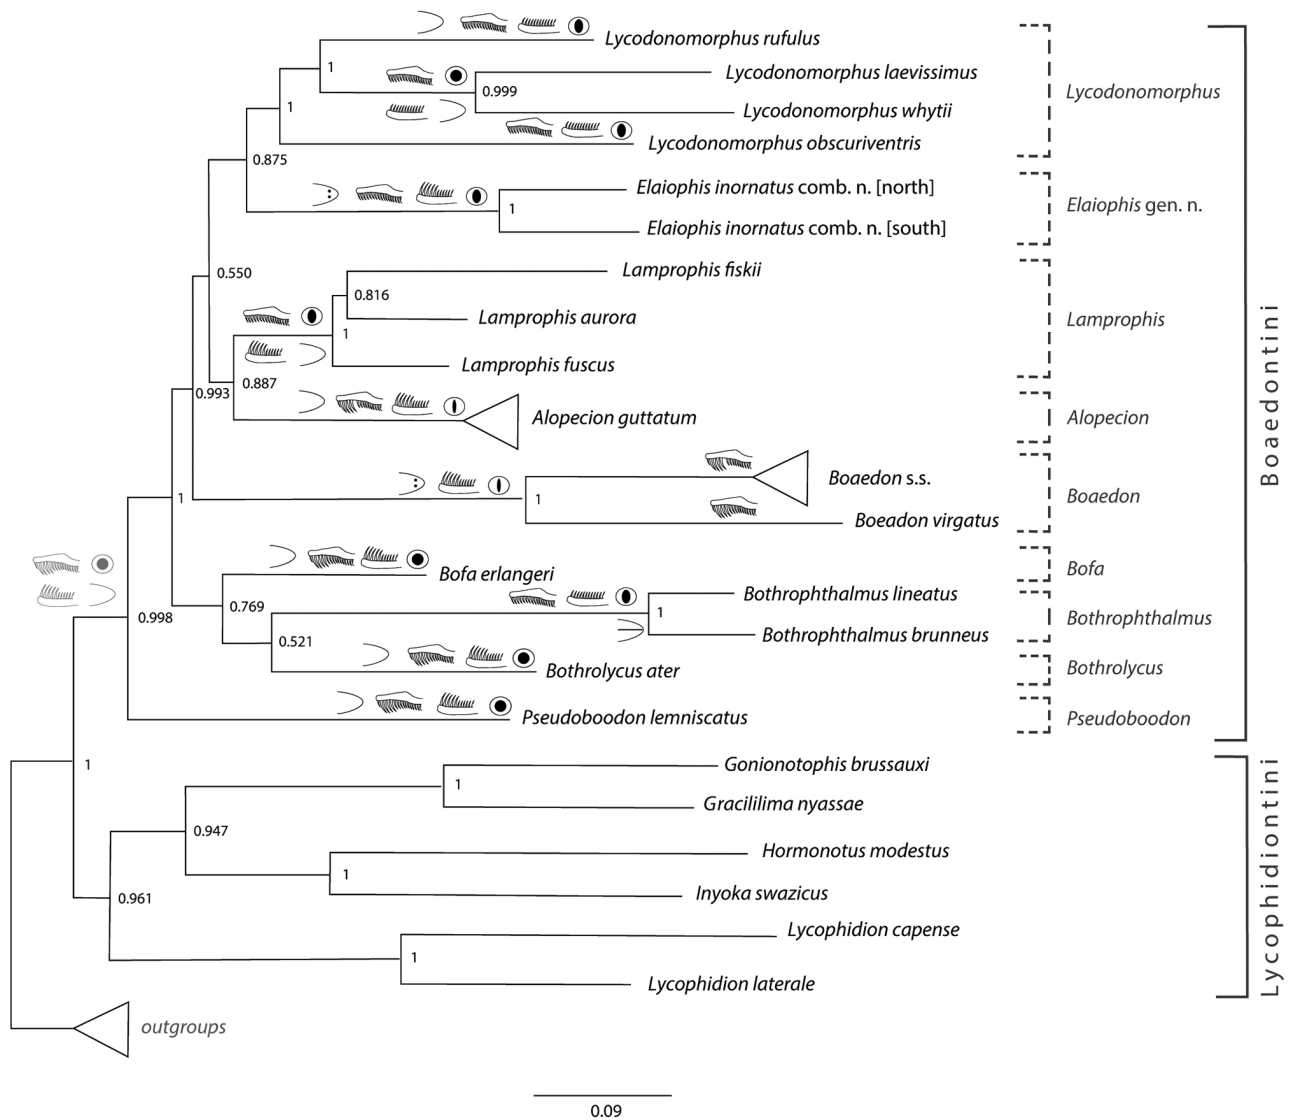 Lycodonomorphus rufulus
1
Lycodonomorphus laevissimus
0.999
Lycodonomorphus
1
Lycodonomorphus whytii
Lycodonomorphus obscuriventris
0.875
Elaiophis inornatus comb. n. [north]
1
Elaiophis gen. n.
Elaiophis inornatus comb. n. [south]
0.550
Lamprophis fiskii
0.816
Lamprophis aurora
Lamprophis
1
Lamprophis fuscus
0.887
0.993
Alopecion guttatum
Alopecion
Boaedontini
Boaedon s.s.
1
1
Boaedon
Boeadon virgatus
Bofa erlangeri
Bofa
Bothrophthalmus lineatus
0.769
1
0.998
Bothrophthalmus
Bothrophthalmus brunneus
0.521
Bothrolycus ater
Bothrolycus
Pseudoboodon lemniscatus
Pseudoboodon
1
Gonionotophis brussauxi
1
Gracililima nyassae
0.947
Hormonotus modestus
1
Inyoka swazicus
0.961
Lycophidiontini
Lycophidion capense
1
Lycophidion laterale
outgroups
0.09